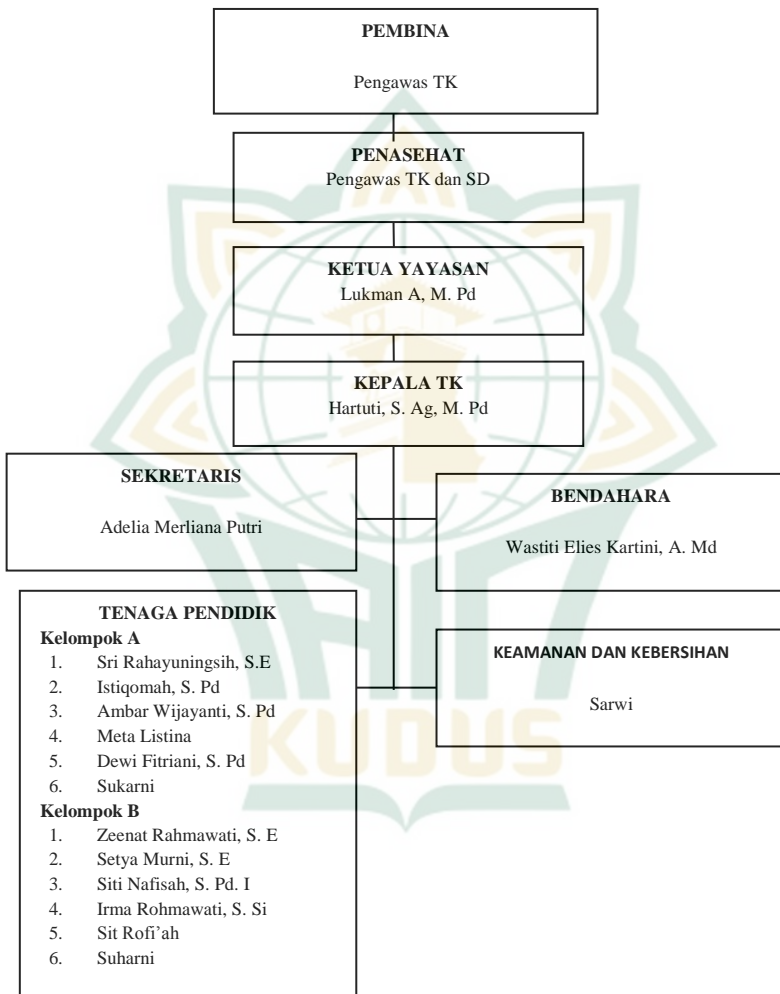 PEMBINA
Pengawas TK
PENASEHAT
Pengawas TK dan SD
KETUA YAYASAN
Lukman A, M. Pd
KEPALA TK
Hartuti, S. Ag, M. Pd
SEKRETARIS
Adelia Merliana Putri
BENDAHARA
Wastiti Elies Kartini, A. Md
TENAGA PENDIDIK
Kelompok A
1. Sri Rahayuningsih, S.E
2. Istiqomah, S. Pd
3. Ambar Wijayanti, S. Pd
4. Meta Listina
5. Dewi Fitriani, S. Pd
6. Sukarni
Kelompok B
1. Zeenat Rahmawati, S. E
2. Setya Murni, S. E
3. Siti Nafisah, S. Pd. I
4. Irma Rohmawati, S. Si
5. Sit Rofi’ah
6. Suharni
KEAMANAN DAN KEBERSIHAN
Sarwi
IAIN
KUDUS